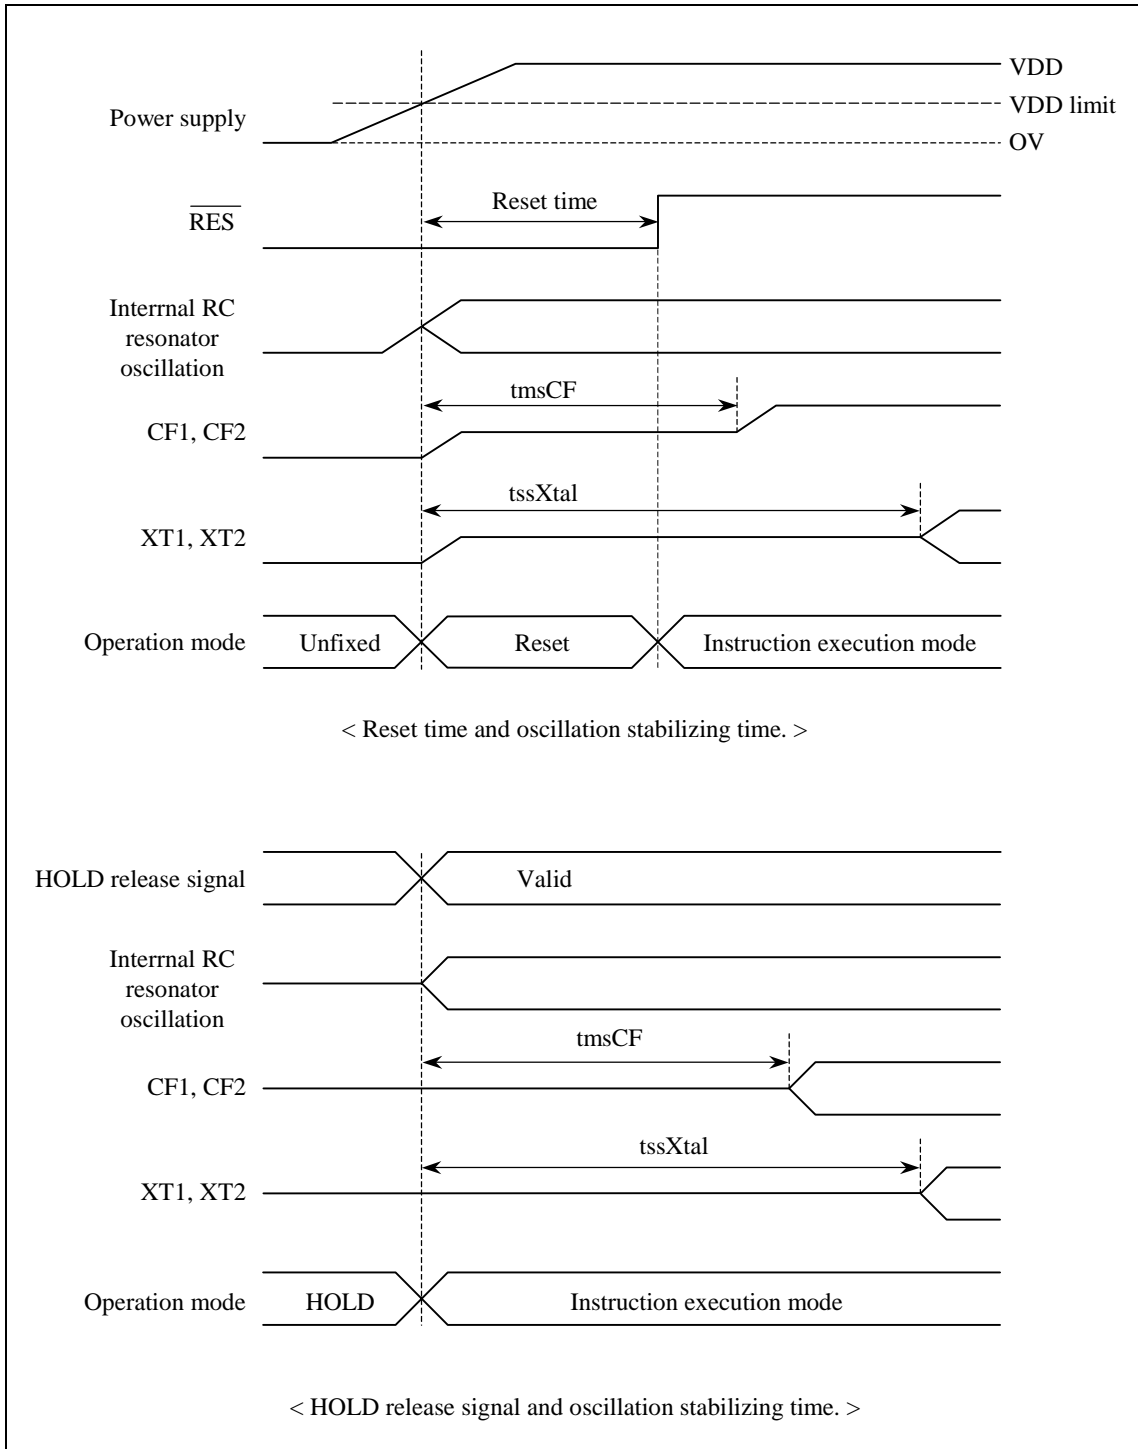 VDD
Power supply
VDD limit
OV
RES
Reset time
Interrnal RC
resonator
oscillation
tmsCF
CF1, CF2
tssXtal
XT1, XT2
Operation mode
Unfixed
Reset
Instruction execution mode
< Reset time and oscillation stabilizing time. >
HOLD release signal
Valid
Interrnal RC
resonator
oscillation
tmsCF
CF1, CF2
tssXtal
XT1, XT2
Operation mode
HOLD
Instruction execution mode
< HOLD release signal and oscillation stabilizing time. >